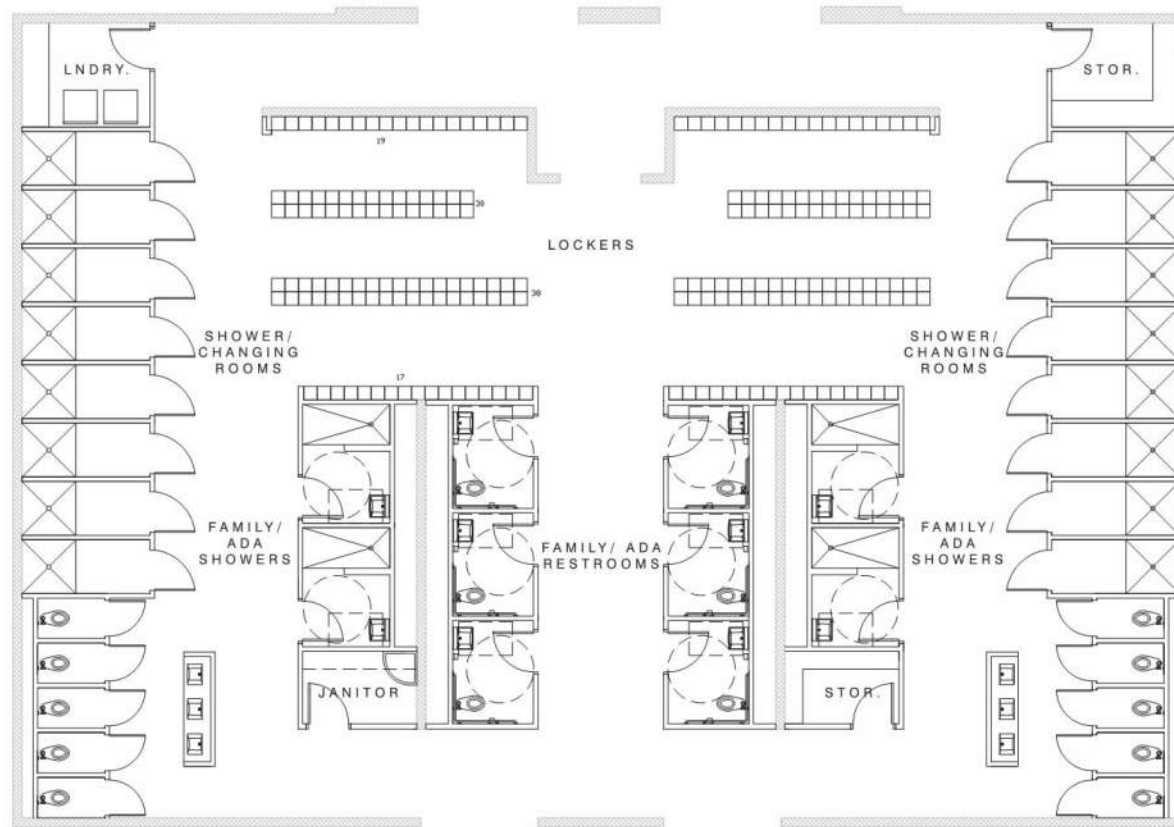 LNDRY.
STOR.
19
30
LOCKERS
38
SHOWER/
CHANGING
ROOMS
SHOWER/
CHANGING
ROOMS
17
FAMILY/
ADA
SHOWERS
FAMILY/ ADA
RESTROOMS
FAMILY/
ADA
SHOWERS
JANITOR
STOR.